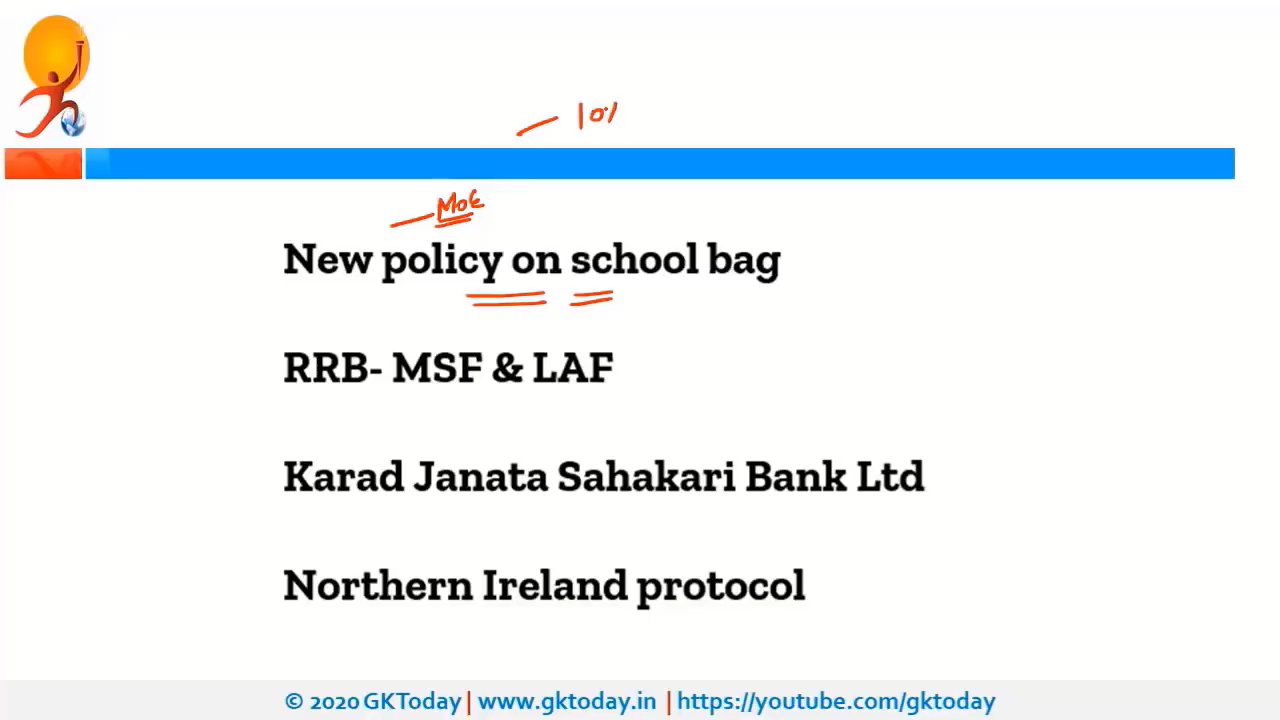 10%
MoE
New policy on school bag
RRB- MSF & LAF
Karad Janata Sahakari Bank Ltd
Northern Ireland protocol
© 2020 GKToday | www.gktoday.in | https://youtube.com/gktoday